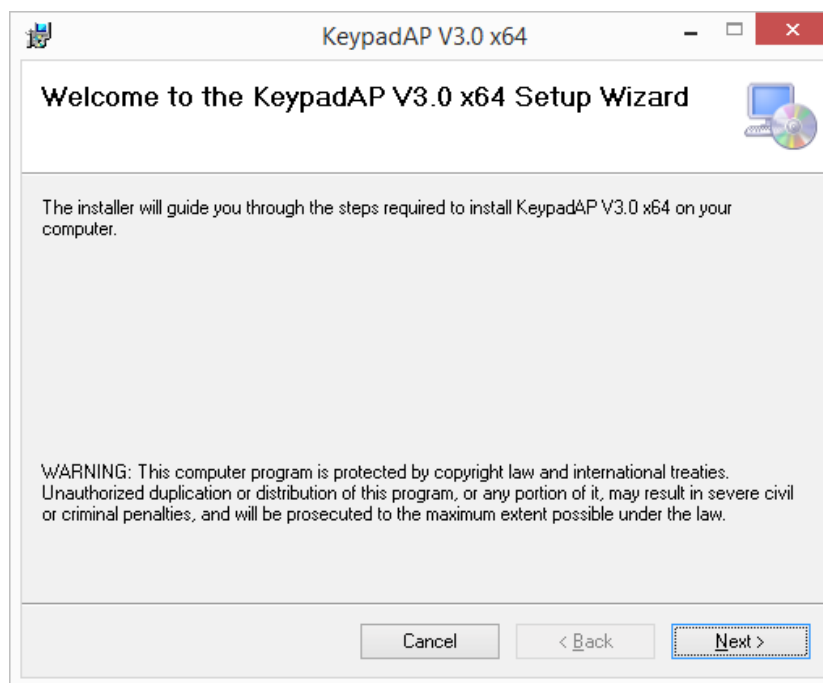 KeypadAP V3.0 x64
Welcome to the KeypadAP V3.0 x64 Setup Wizard
The installer will guide you through the steps required to install KeypadAP V3.0 x64 on your
computer.
WARNING: This computer program is protected by copyright law and international treaties.
Unauthorized duplication or distribution of this program, or any portion of it, may result in severe civil
or criminal penalties, and will be prosecuted to the maximum extent possible under the law.
Cancel < Back Next >